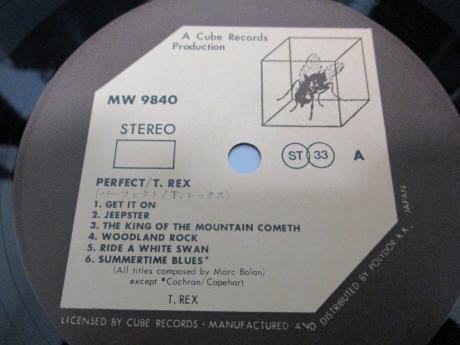 A Cube Records
Production
MW 9840
STEREO
ST 33
A
PERFECT/T. REX
(パーフェクト/T. レックス)
1. GET IT ON
2. JEEPSTER
3. THE KING OF THE MOUNTAIN COMETH
4. WOODLAND ROCK
5. RIDE A WHITE SWAN
6. SUMMERTIME BLUES*
(All titles composed by Marc Bolan)
except *Cochran/Capehart
T. REX
LICENSED BY CUBE RECORDS · MANUFACTURED AND DISTRIBUTED BY POLYDOR K.K. JAPAN